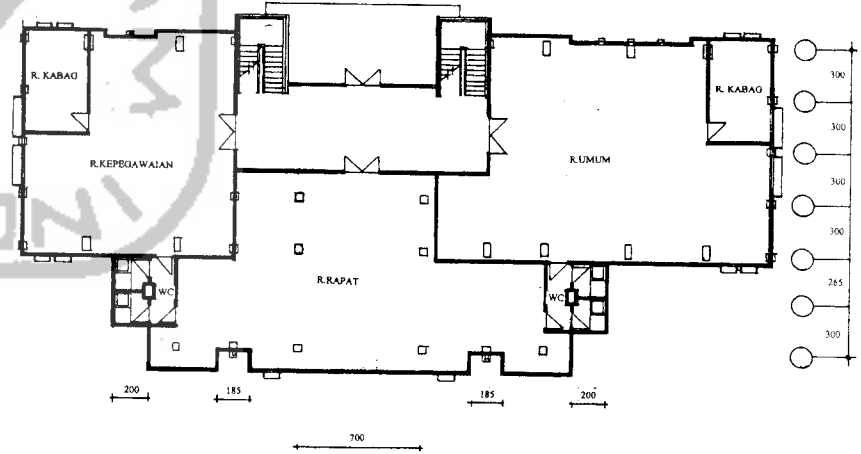 R. KABAG
R. KABAG
R.KEPEGAWAIAN
R.UMUM
R.RAPAT
WC
WC
300
300
300
300
265
300
200
185
185
200
700